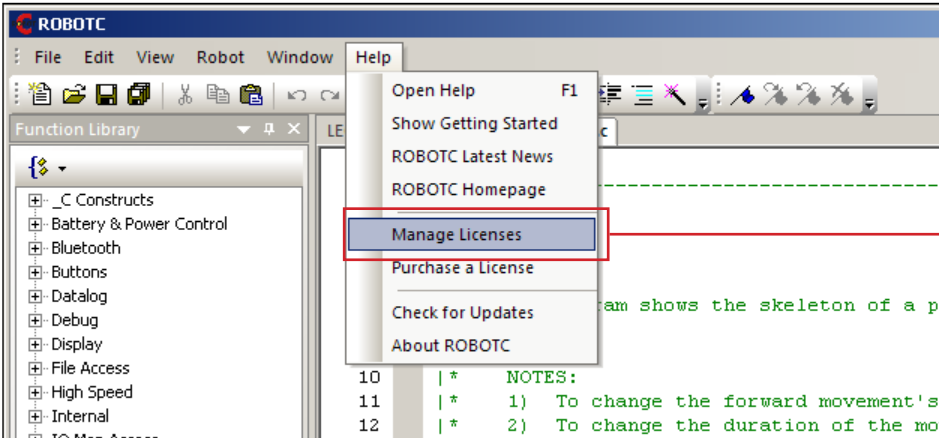 ROBOTC
File Edit View Robot Window Help
Open Help F1
Show Getting Started
ROBOTC Latest News
ROBOTC Homepage
Manage Licenses
Purchase a License
Check for Updates
About ROBOTC
Function Library
_C Constructs
Battery & Power Control
Bluetooth
Buttons
Datalog
Debug
Display
File Access
High Speed
Internal
LE
c
am shows the skeleton of a p
10 |* NOTES:
11 |* 1) To change the forward movement's
12 |* 2) To change the duration of the mo